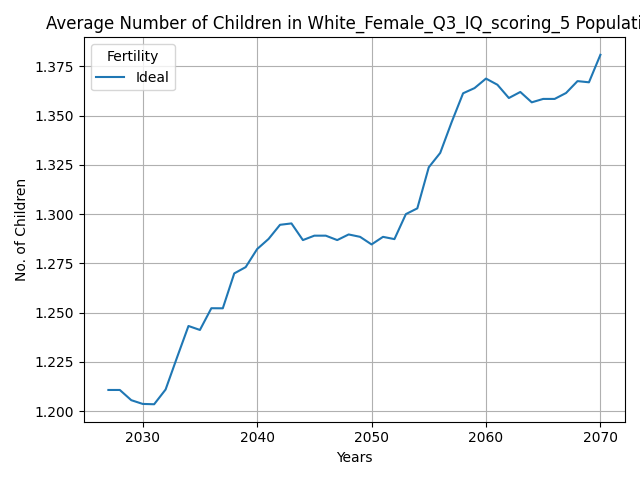 Average Number of Children in White_Female_Q3_IQ_scoring_5 Populati
Fertility
Ideal
1.375
1.350
1.325
1.300
1.275
1.250
1.225
1.200
No. of Children
2030 2040 2050 2060 2070
Years